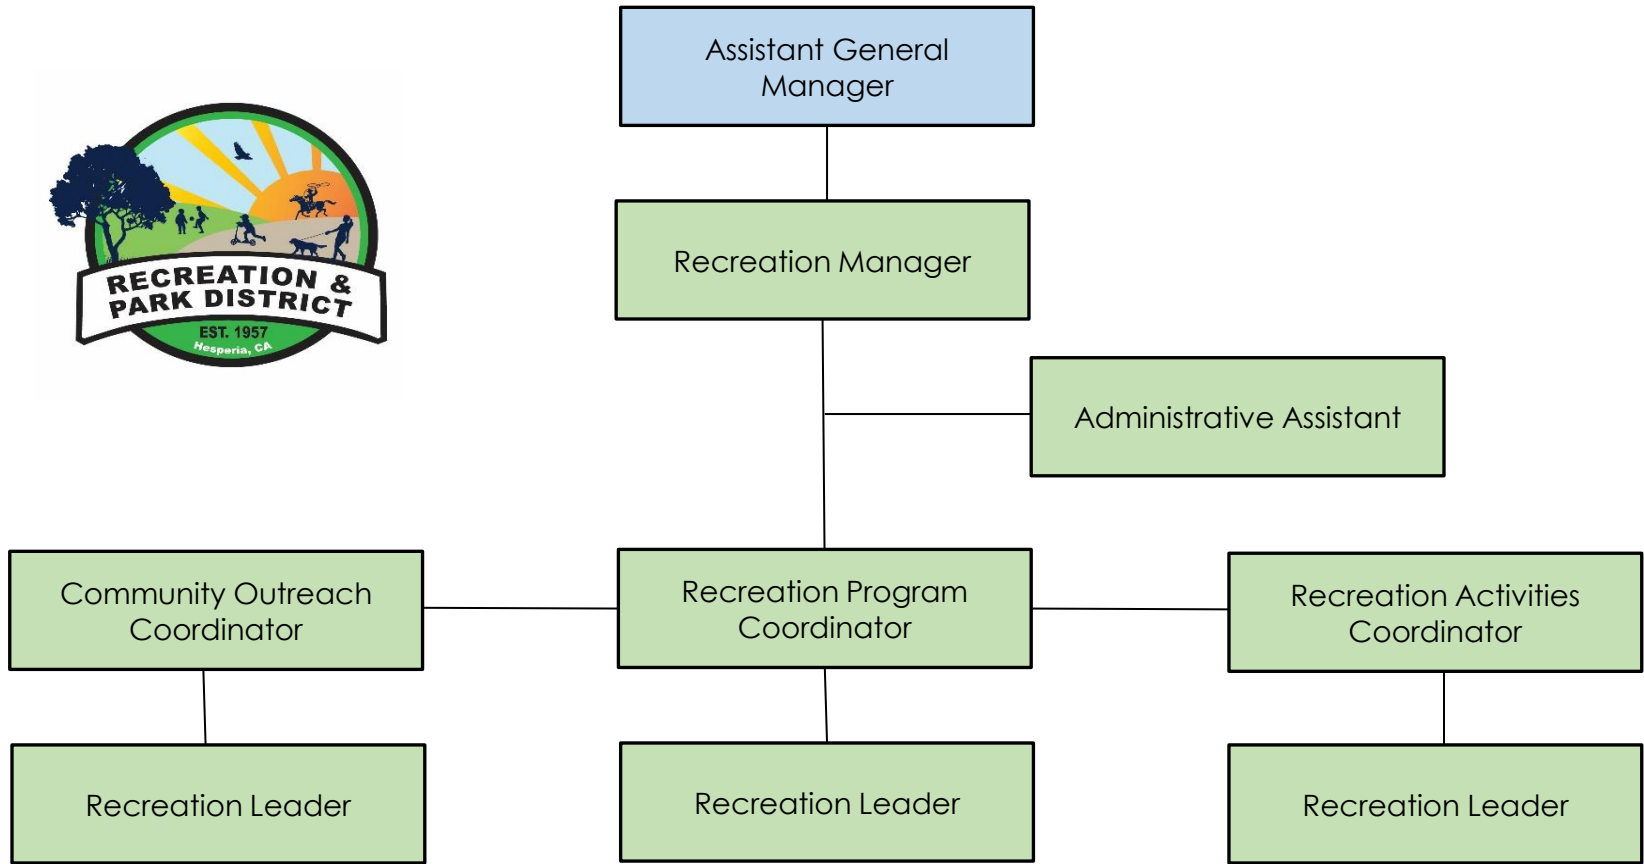 Assistant General
Manager
RECREATION &
PARK DISTRICT
EST. 1957
Hesperia, CA
Recreation Manager
Administrative Assistant
Community Outreach
Coordinator
Recreation Program
Coordinator
Recreation Activities
Coordinator
Recreation Leader
Recreation Leader
Recreation Leader